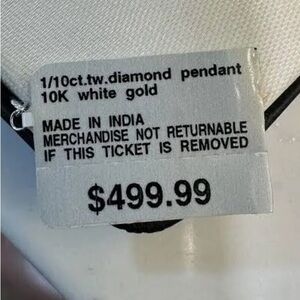 1/10ct.tw.diamond pendant
10K white gold
MADE IN INDIA
MERCHANDISE NOT RETURNABLE
IF THIS TICKET IS REMOVED
$499.99